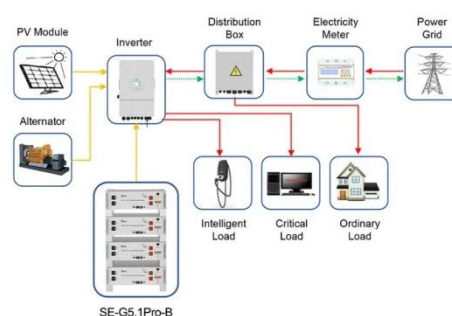 PV Module
Inverter
Distribution
Box
Electricity
Meter
Power
Grid
Alternator
Intelligent
Load
Critical
Load
Ordinary
Load
SE-G5.1Pro-B